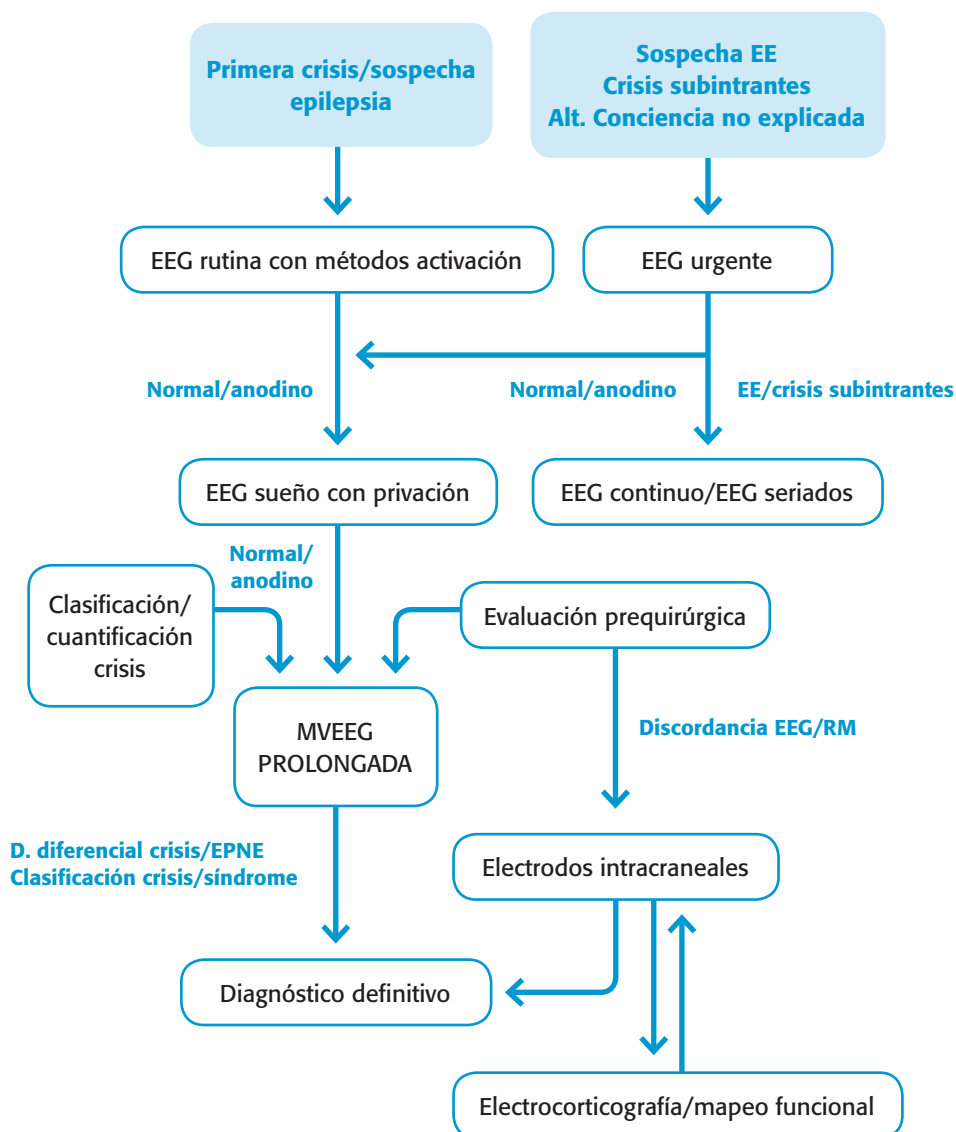 Primera crisis/sospecha
epilepsia
Sospecha EE
Crisis subintrantes
Alt. Conciencia no explicada
EEG rutina con métodos activación
EEG urgente
Normal/anodino
Normal/anodino
EE/crisis subintrantes
EEG sueño con privación
EEG continuo/EEG seriados
Normal/
anodino
Clasificación/
cuantificación
crisis
Evaluación prequirúrgica
MVEEG
PROLONGADA
Discordancia EEG/RM
D. diferencial crisis/EPNE
Clasificación crisis/síndrome
Electrodos intracraneales
Diagnóstico definitivo
Electrocorticografía/mapeo funcional